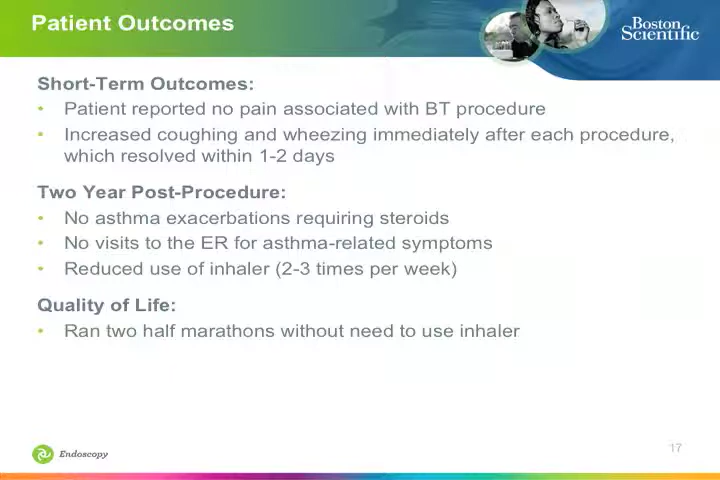 Patient Outcomes
Boston
Scientific
Short-Term Outcomes:
• Patient reported no pain associated with BT procedure
• Increased coughing and wheezing immediately after each procedure,
which resolved within 1-2 days
Two Year Post-Procedure:
• No asthma exacerbations requiring steroids
• No visits to the ER for asthma-related symptoms
• Reduced use of inhaler (2-3 times per week)
Quality of Life:
• Ran two half marathons without need to use inhaler
Endoscopy
17